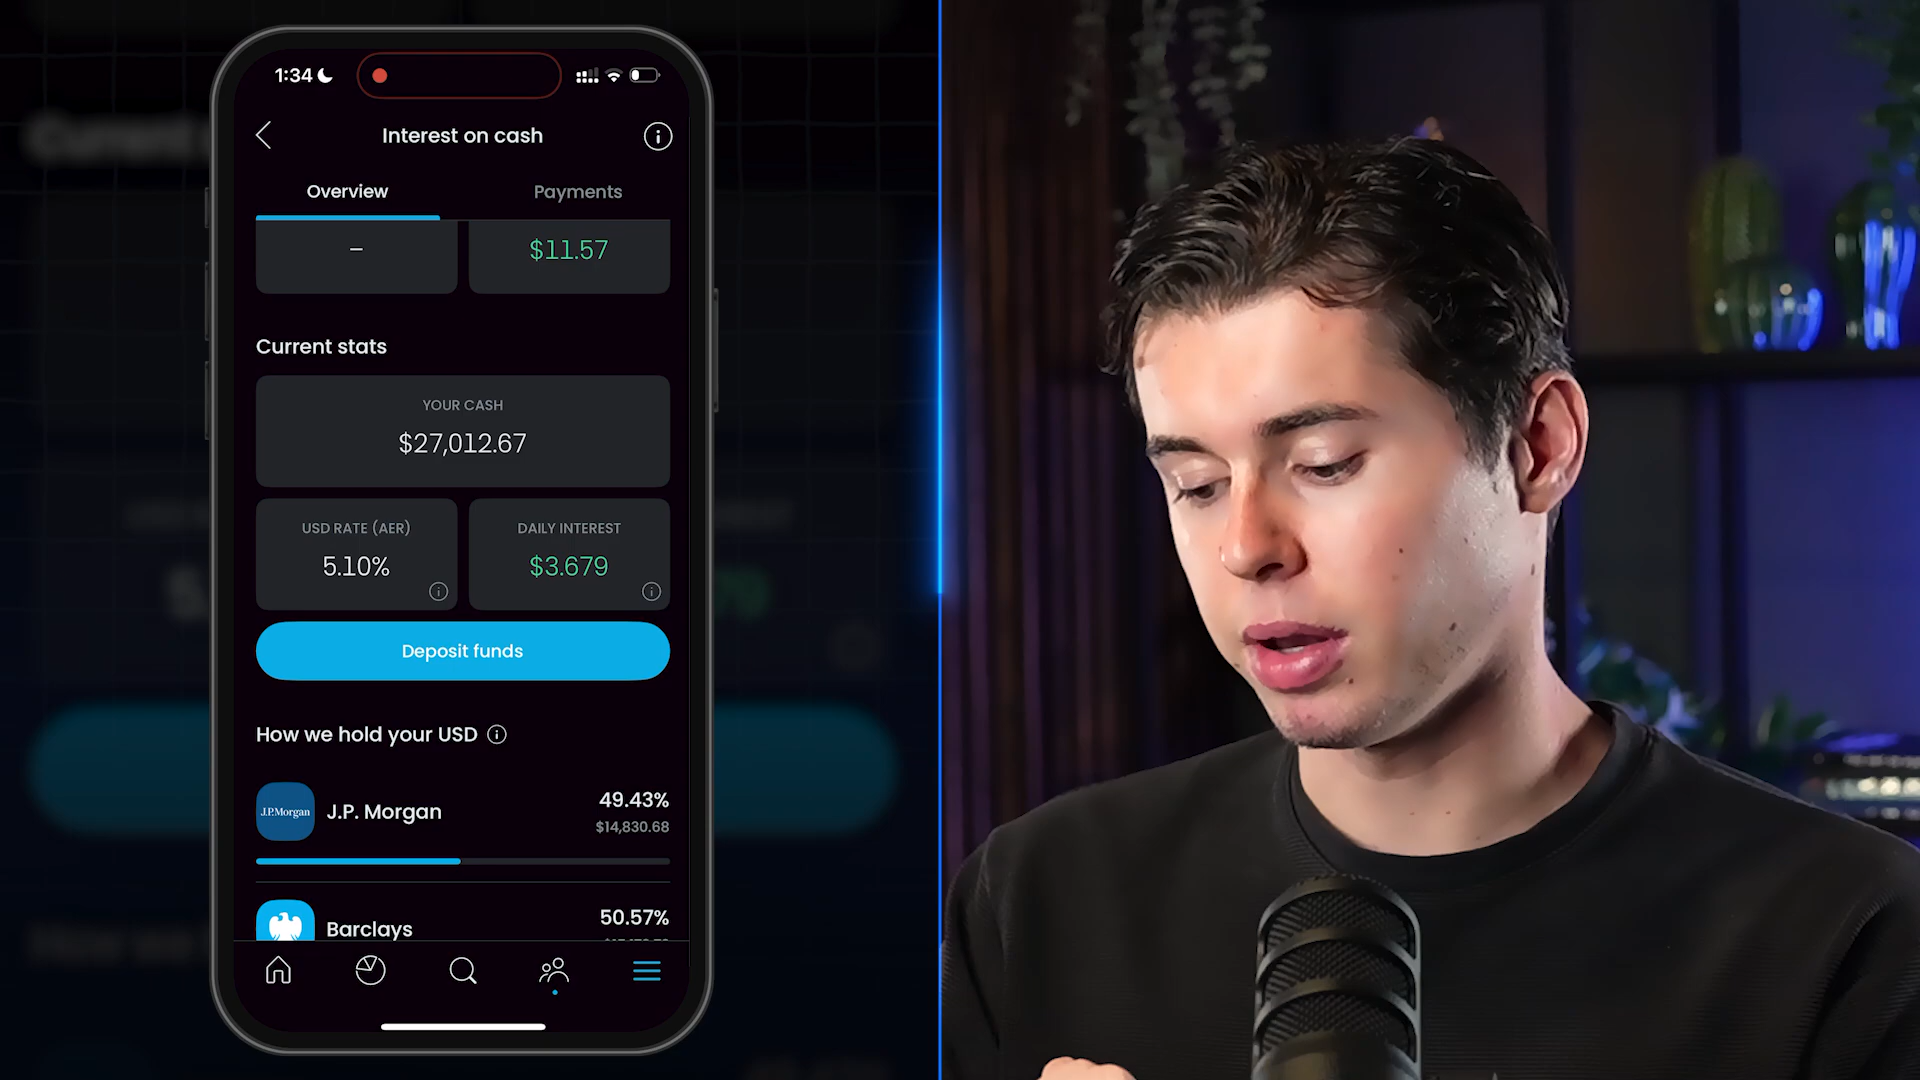 1:34
Interest on cash
Overview Payments
– $11.57
Current stats
YOUR CASH
$27,012.67
USD RATE (AER) DAILY INTEREST
5.10% $3.679
Deposit funds
How we hold your USD
J.P.Morgan J.P. Morgan 49.43%
$14,830.68
Barclays 50.57%